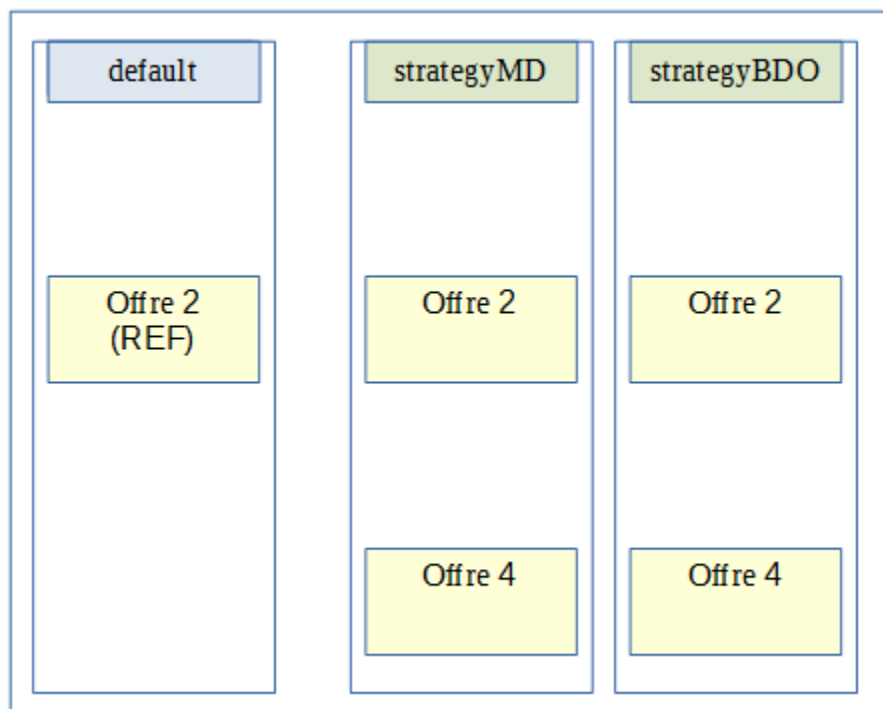 default
strategyMD
strategyBDO
Offre 2
(REF)
Offre 2
Offre 2
Offre 4
Offre 4